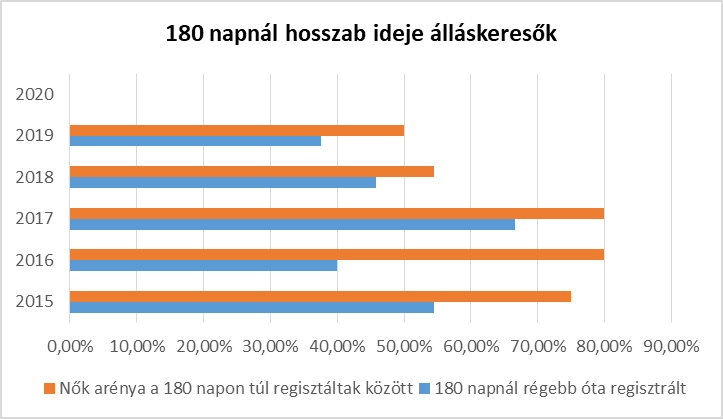 180 napnál hosszab ideje álláskeresők
2020
2019
2018
2017
2016
2015
0,00% 10,00% 20,00% 30,00% 40,00% 50,00% 60,00% 70,00% 80,00% 90,00%
Nők arénya a 180 napon túl regisztáltak között 180 napnál régebb óta regisztrált